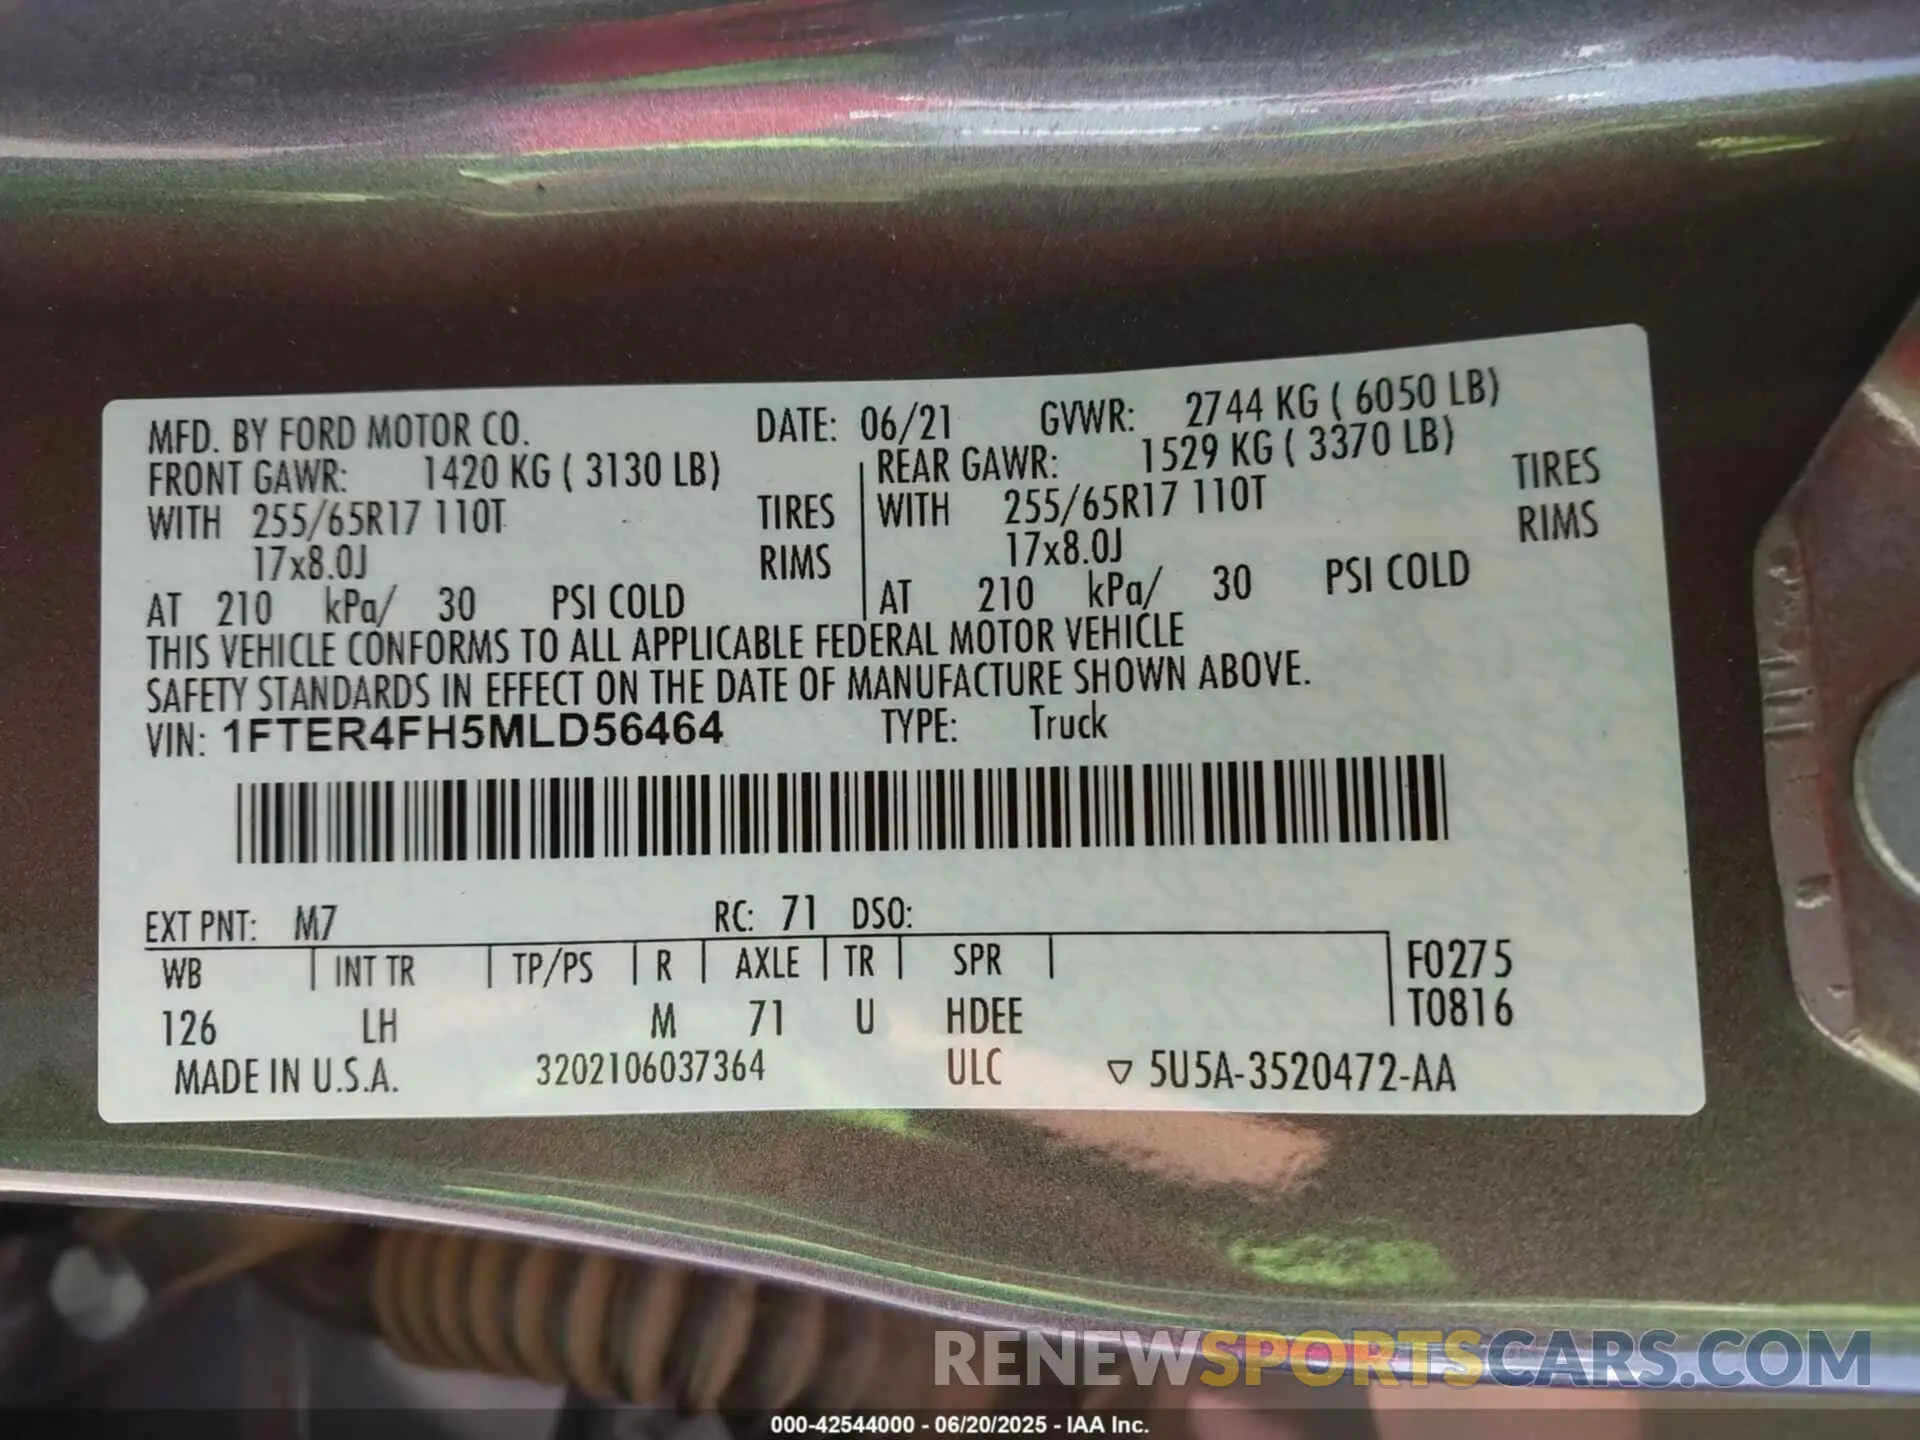 MFD. BY FORD MOTOR CO. DATE: 06/21 GVWR: 2744 KG ( 6050 LB)
FRONT GAWR: 1420 KG ( 3130 LB) REAR GAWR: 1529 KG ( 3370 LB)
WITH 255/65R17 110T TIRES WITH 255/65R17 110T TIRES
17x8.0J RIMS 17x8.0J RIMS
AT 210 kPa/ 30 PSI COLD AT 210 kPa/ 30 PSI COLD
THIS VEHICLE CONFORMS TO ALL APPLICABLE FEDERAL MOTOR VEHICLE
SAFETY STANDARDS IN EFFECT ON THE DATE OF MANUFACTURE SHOWN ABOVE.
VIN: 1FTER4FH5MLD56464 TYPE: Truck
EXT PNT: M7 RC: 71 DSO:
WB INT TR TP/PS R AXLE TR SPR F0275
126 LH M 71 U HDEE T0816
MADE IN U.S.A. 3202106037364 ULC ▽ 5U5A-3520472-AA
RENEWSPORTSCARS.COM
000-42544000 - 06/20/2025 - IAA Inc.